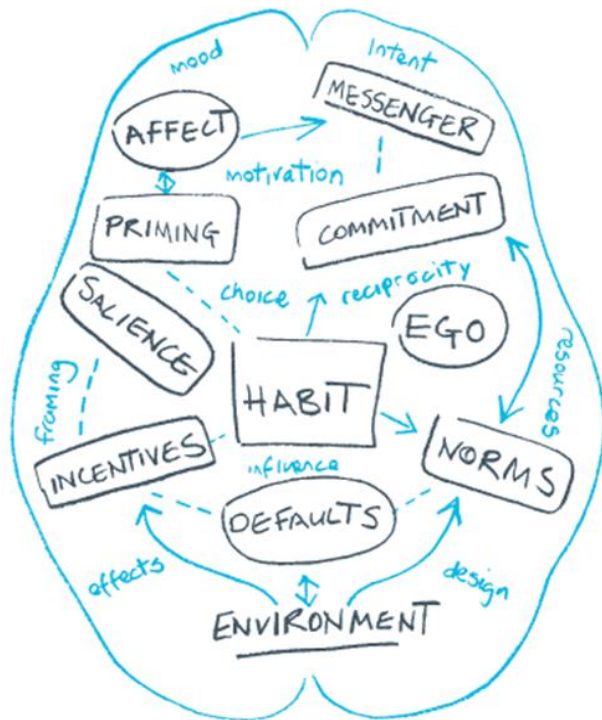 mood
Intent
MESSENGER
AFFECT
motivation
PRIMING
COMMITMENT
choice
reciprocity
SALIENCE
EGO
HABIT
framing
resources
INCENTIVES
NORMS
influence
DEFAULTS
effects
design
ENVIRONMENT